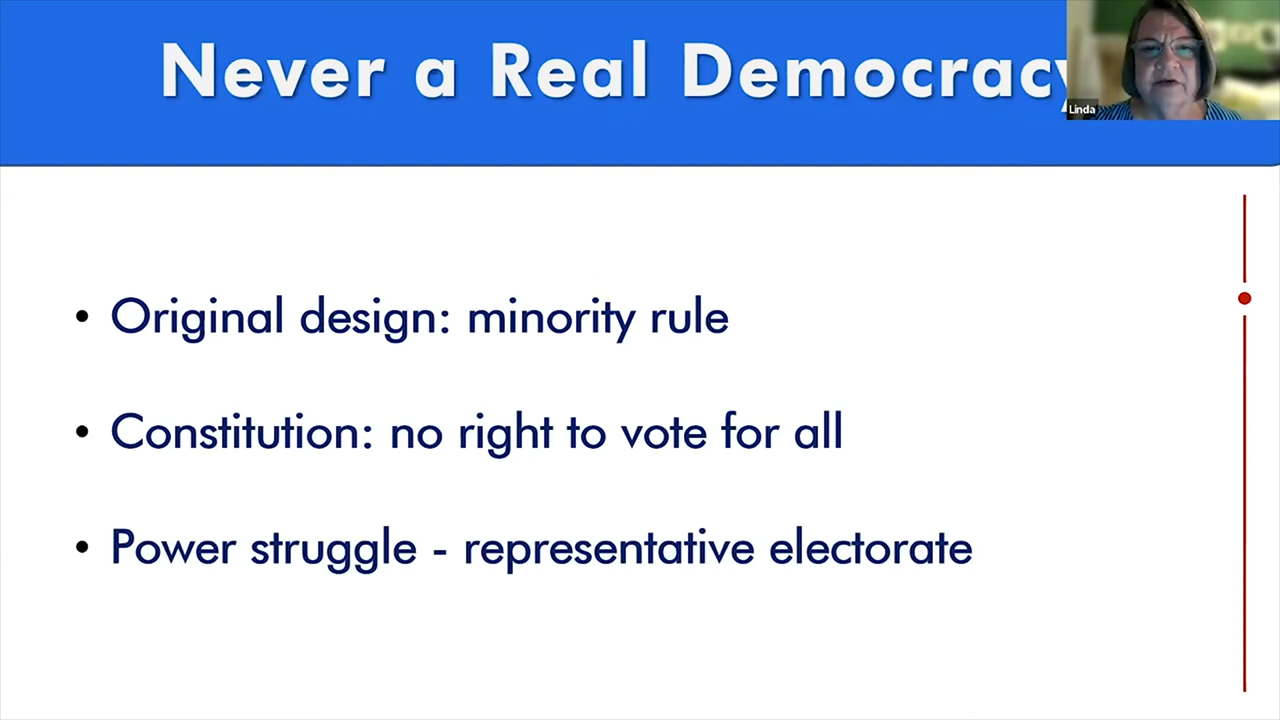 Never a Real Democracy
Linda
• Original design: minority rule
• Constitution: no right to vote for all
• Power struggle - representative electorate